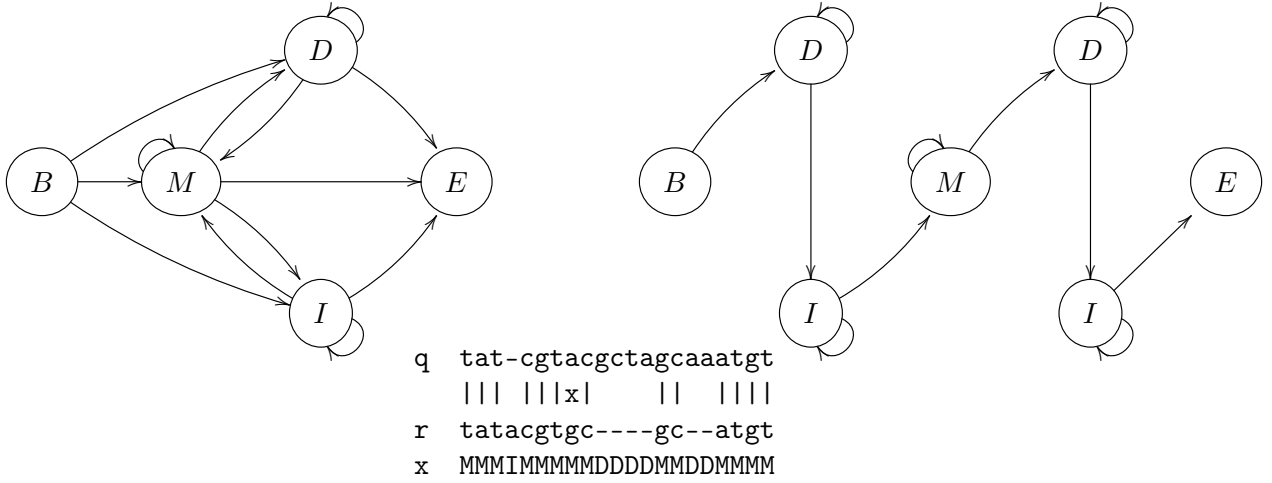 D
B M E
I
D D
B M E
I I
q tat-cgtacgctagcaaatgt
||| |||x| || ||||
r tatacgtgc----gc--atgt
x MMMIMMMMMDDDDMMDDMMMM